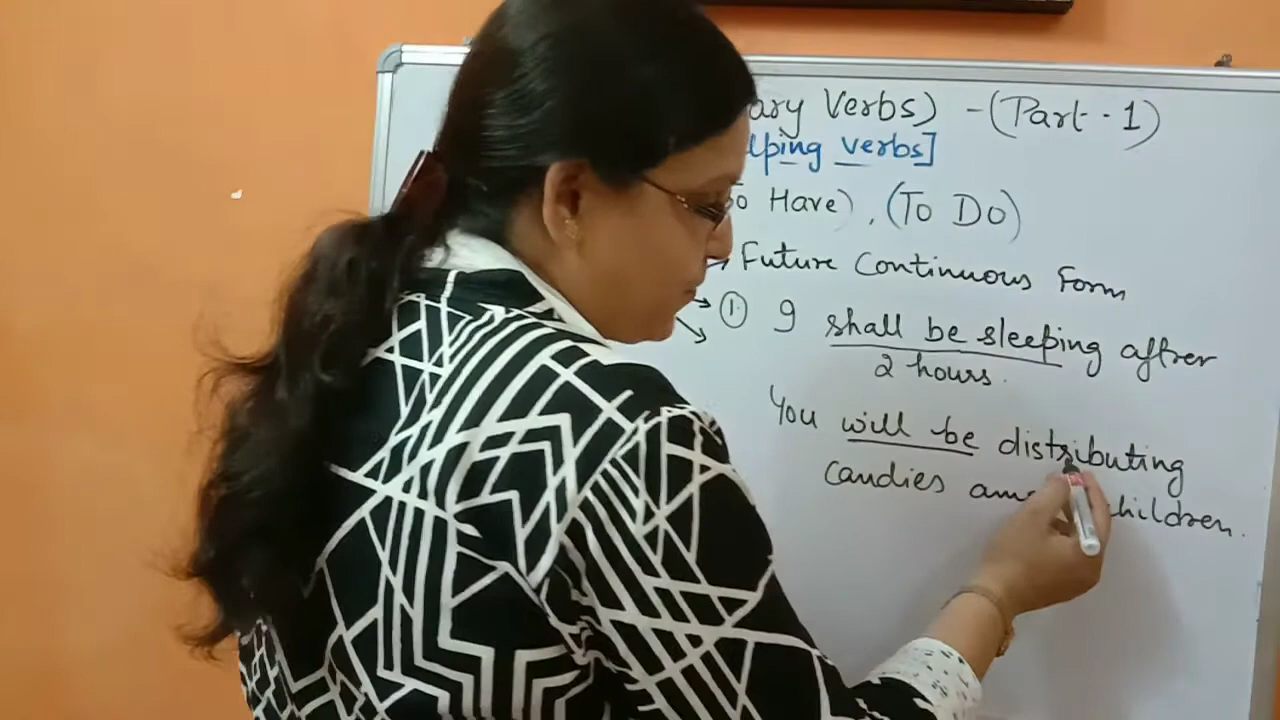 ary Verbs) - (Part - 1)
lping verbs]
To Have), (To Do)
→ Future Continuous Form
→ ① I shall be sleeping after
2 hours.
You will be distributing
candies children.